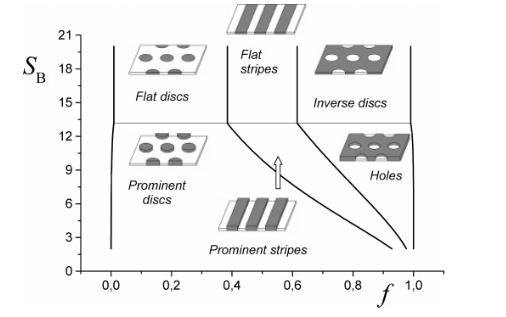 S_B
21
18
15
12
9
6
3
0
Flat discs
Flat
stripes
Inverse discs
Prominent
discs
Holes
Prominent stripes
0,0 0,2 0,4 0,6 0,8 1,0
f